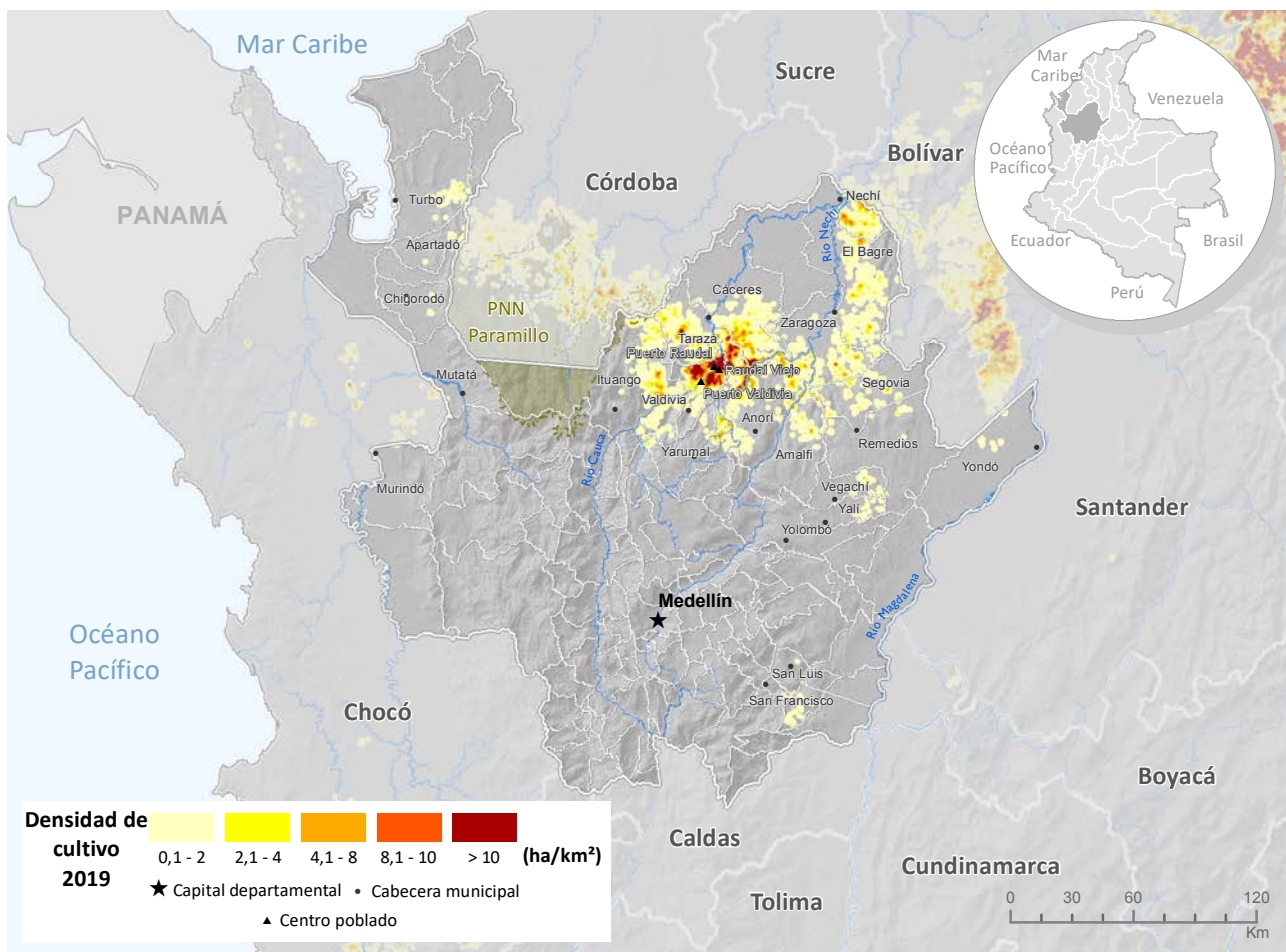 Mar Caribe
Sucre
Mar
Caribe
Venezuela
Océano
Pacífico
Ecuador
Brasil
Perú
Bolívar
Córdoba
PANAMÁ
Turbo
Nechí
Río Nechí
Apartadó
El Bagre
Chigorodó
PNN
Paramillo
Cáceres
Zaragoza
Tarazá
Puerto Raudal
Raudal Viejo
Mutatá
Ituango
Segovia
Puerto Valdivia
Valdivia
Anorí
Remedios
Río Cauca
Yarumal
Amalfi
Yondó
Murindó
Vegachí
Yalí
Santander
Yolombó
Medellín
Río Magdalena
Océano
Pacífico
San Luis
San Francisco
Chocó
Boyacá
Caldas
Cundinamarca
Tolima
Densidad de
cultivo
2019
0,1 - 2
2,1 - 4
4,1 - 8
8,1 - 10
> 10
(ha/km²)
Capital departamental
Cabecera municipal
Centro poblado
0 30 60 120
Km